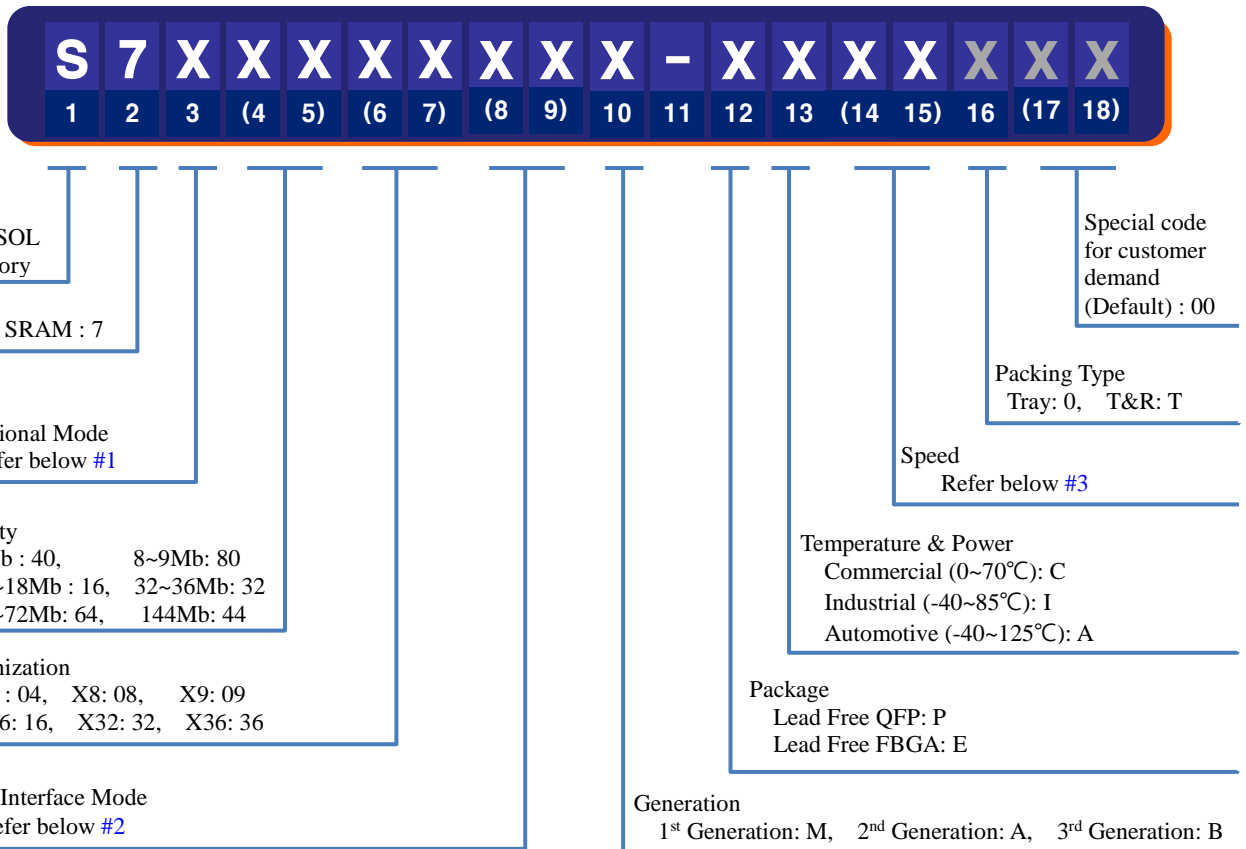 S 7 X X X X X X X X - X X X X X X X
1 2 3 (4 5) (6 7) (8 9) 10 11 12 13 (14 15) 16 (17 18)
SOL
ory
SRAM : 7
ional Mode
fer below #1
ty
b : 40, 8~9Mb: 80
~18Mb : 16, 32~36Mb: 32
~72Mb: 64, 144Mb: 44
nization
: 04, X8: 08, X9: 09
6: 16, X32: 32, X36: 36
Interface Mode
efer below #2
Special code
for customer
demand
(Default) : 00
Packing Type
Tray: 0, T&R: T
Speed
Refer below #3
Temperature & Power
Commercial (0~70℃): C
Industrial (-40~85℃): I
Automotive (-40~125℃): A
Package
Lead Free QFP: P
Lead Free FBGA: E
Generation
1st Generation: M, 2nd Generation: A, 3rd Generation: B